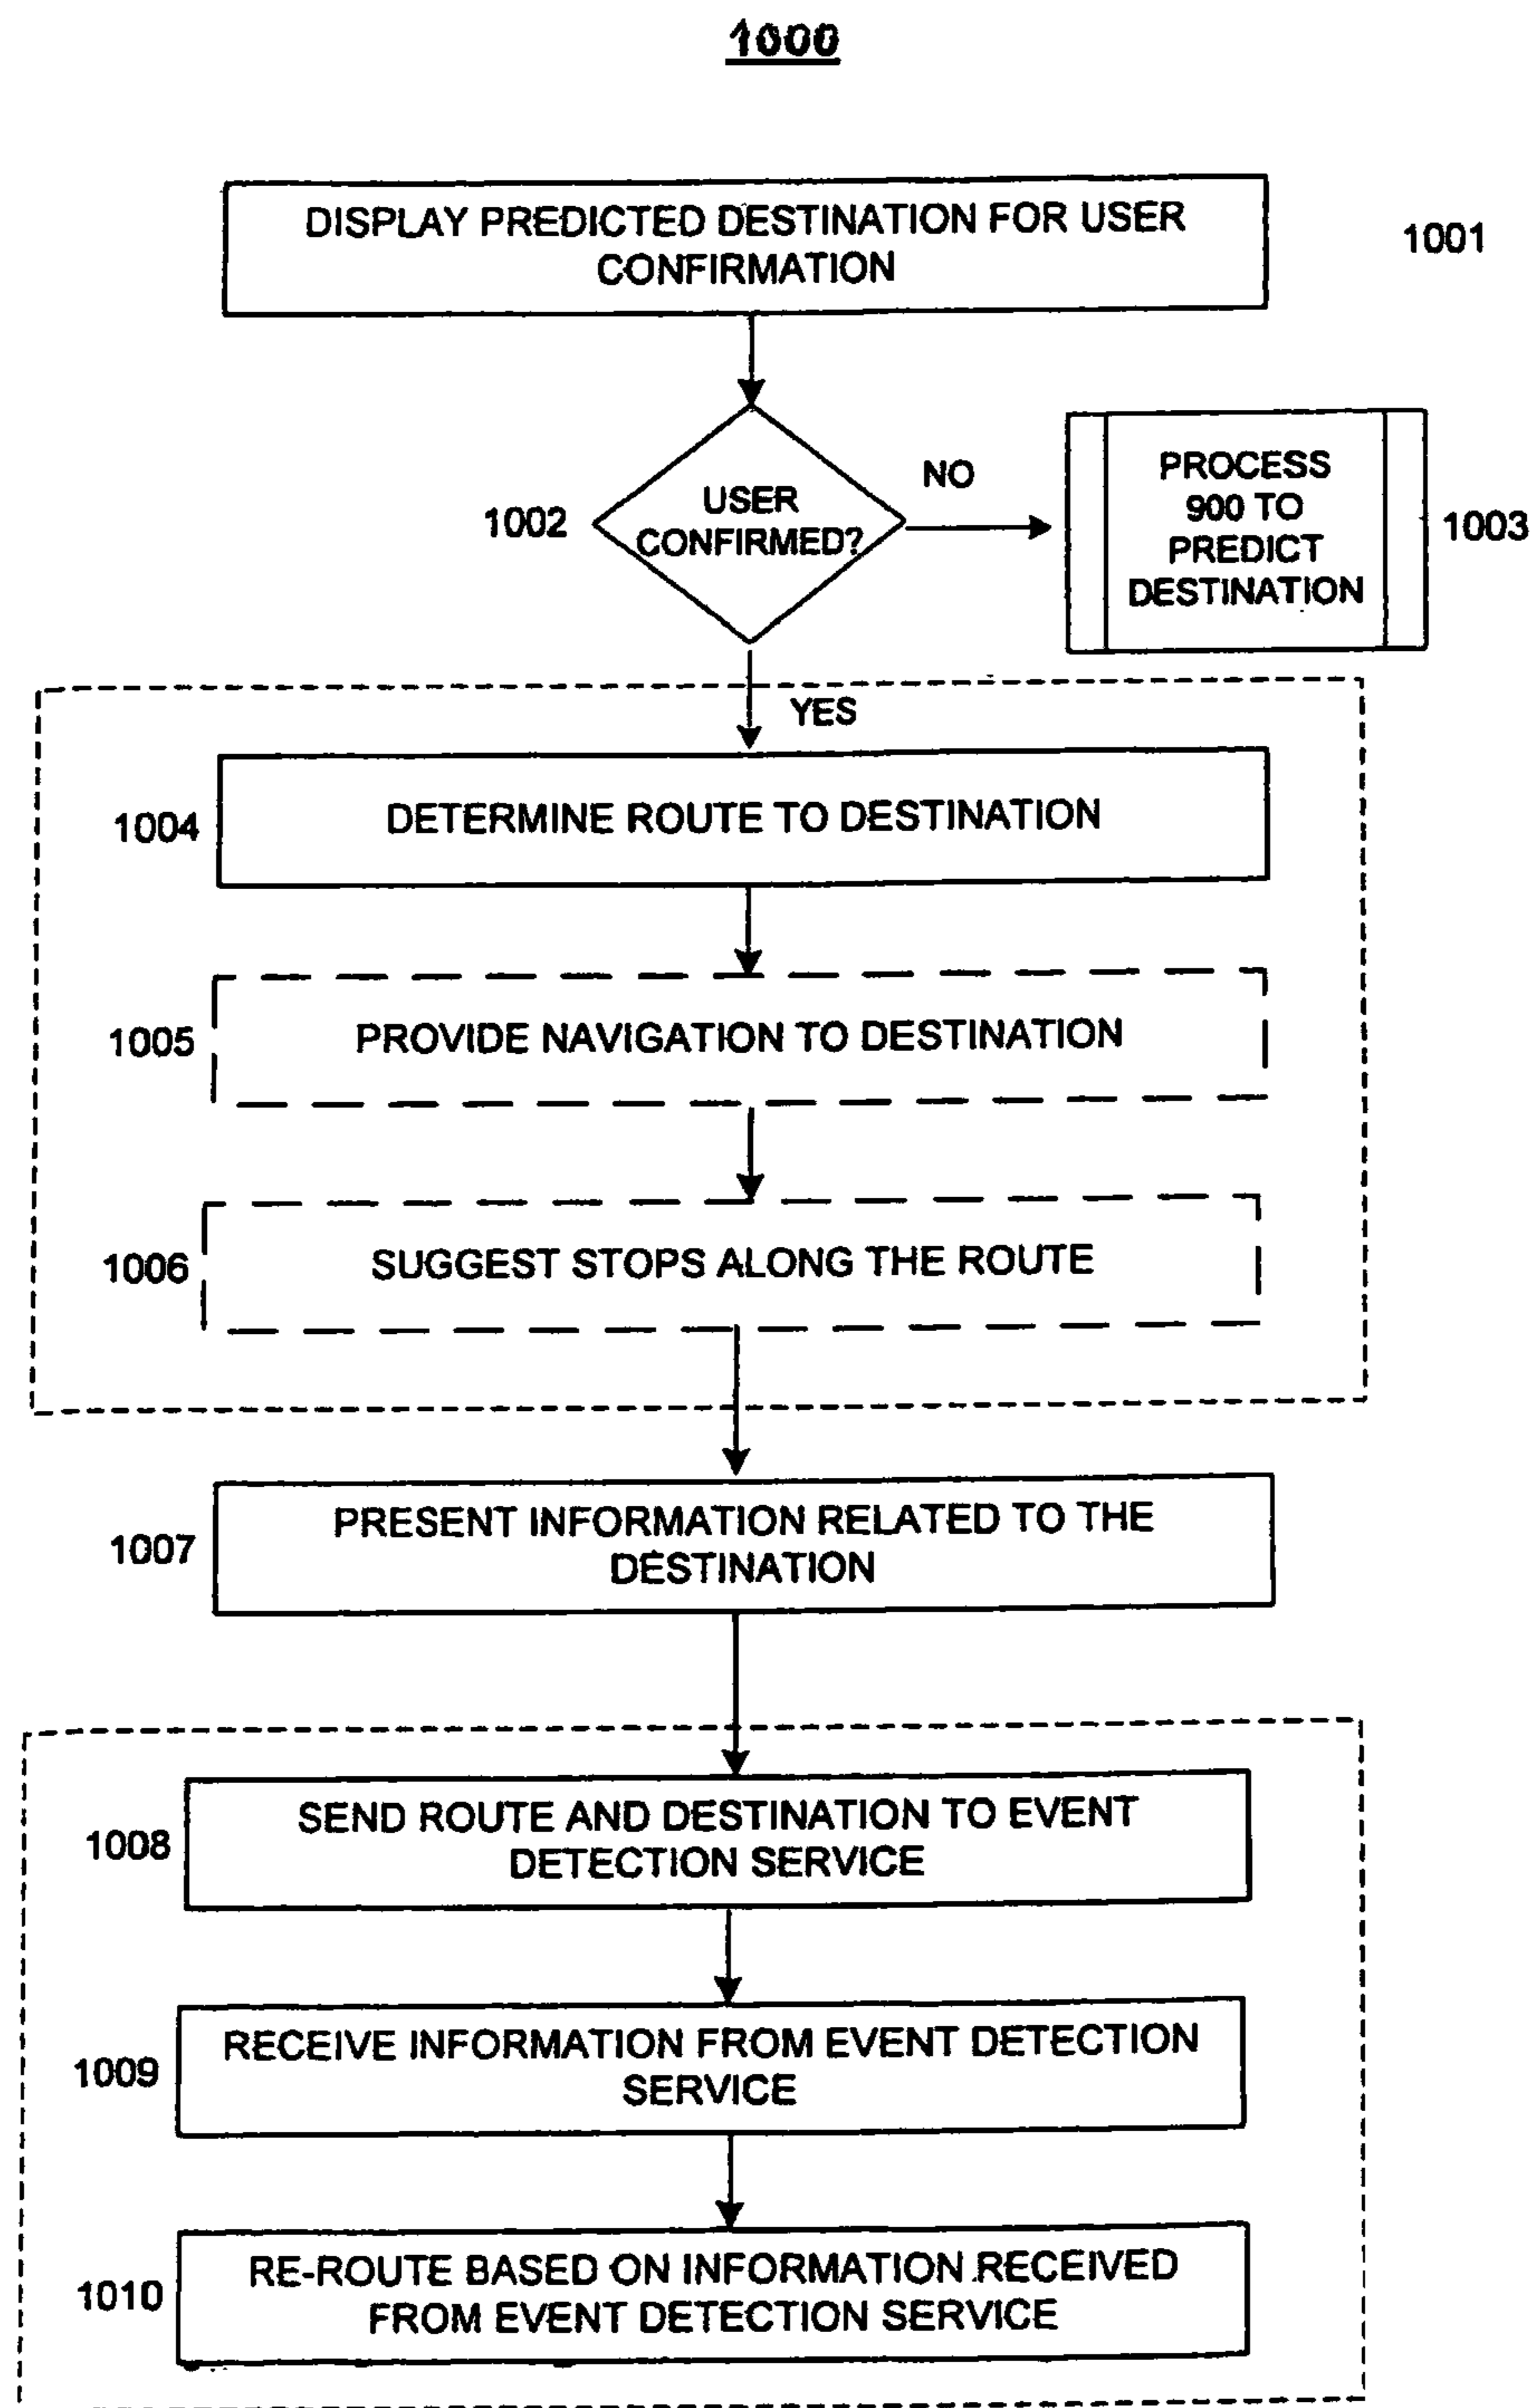 1000
DISPLAY PREDICTED DESTINATION FOR USER
CONFIRMATION
1001
1002
USER
CONFIRMED?
NO
PROCESS
900 TO
PREDICT
DESTINATION
1003
YES
1004
DETERMINE ROUTE TO DESTINATION
1005
PROVIDE NAVIGATION TO DESTINATION
1006
SUGGEST STOPS ALONG THE ROUTE
1007
PRESENT INFORMATION RELATED TO THE
DESTINATION
1008
SEND ROUTE AND DESTINATION TO EVENT
DETECTION SERVICE
1009
RECEIVE INFORMATION FROM EVENT DETECTION
SERVICE
1010
RE-ROUTE BASED ON INFORMATION RECEIVED
FROM EVENT DETECTION SERVICE